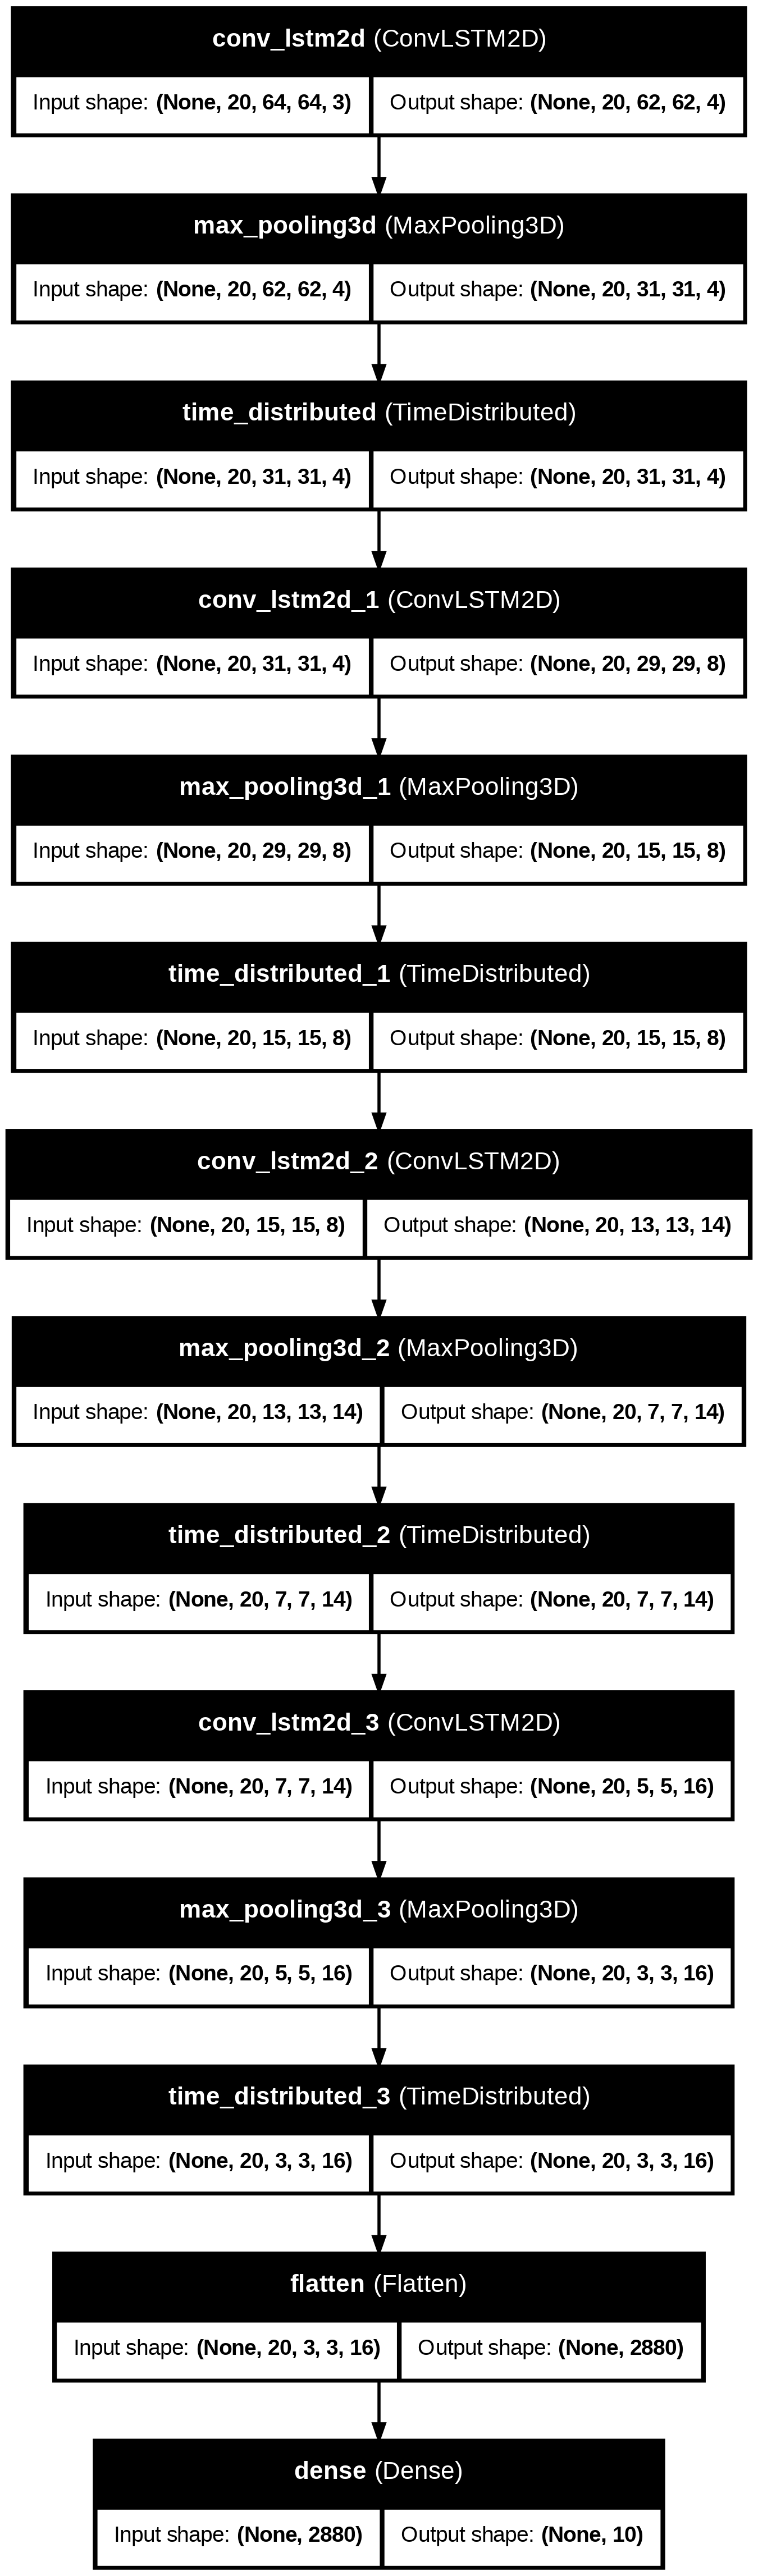 conv_lstm2d (ConvLSTM2D)
Input shape: (None, 20, 64, 64, 3) Output shape: (None, 20, 62, 62, 4)
max_pooling3d (MaxPooling3D)
Input shape: (None, 20, 62, 62, 4) Output shape: (None, 20, 31, 31, 4)
time_distributed (TimeDistributed)
Input shape: (None, 20, 31, 31, 4) Output shape: (None, 20, 31, 31, 4)
conv_lstm2d_1 (ConvLSTM2D)
Input shape: (None, 20, 31, 31, 4) Output shape: (None, 20, 29, 29, 8)
max_pooling3d_1 (MaxPooling3D)
Input shape: (None, 20, 29, 29, 8) Output shape: (None, 20, 15, 15, 8)
time_distributed_1 (TimeDistributed)
Input shape: (None, 20, 15, 15, 8) Output shape: (None, 20, 15, 15, 8)
conv_lstm2d_2 (ConvLSTM2D)
Input shape: (None, 20, 15, 15, 8) Output shape: (None, 20, 13, 13, 14)
max_pooling3d_2 (MaxPooling3D)
Input shape: (None, 20, 13, 13, 14) Output shape: (None, 20, 7, 7, 14)
time_distributed_2 (TimeDistributed)
Input shape: (None, 20, 7, 7, 14) Output shape: (None, 20, 7, 7, 14)
conv_lstm2d_3 (ConvLSTM2D)
Input shape: (None, 20, 7, 7, 14) Output shape: (None, 20, 5, 5, 16)
max_pooling3d_3 (MaxPooling3D)
Input shape: (None, 20, 5, 5, 16) Output shape: (None, 20, 3, 3, 16)
time_distributed_3 (TimeDistributed)
Input shape: (None, 20, 3, 3, 16) Output shape: (None, 20, 3, 3, 16)
flatten (Flatten)
Input shape: (None, 20, 3, 3, 16) Output shape: (None, 2880)
dense (Dense)
Input shape: (None, 2880) Output shape: (None, 10)